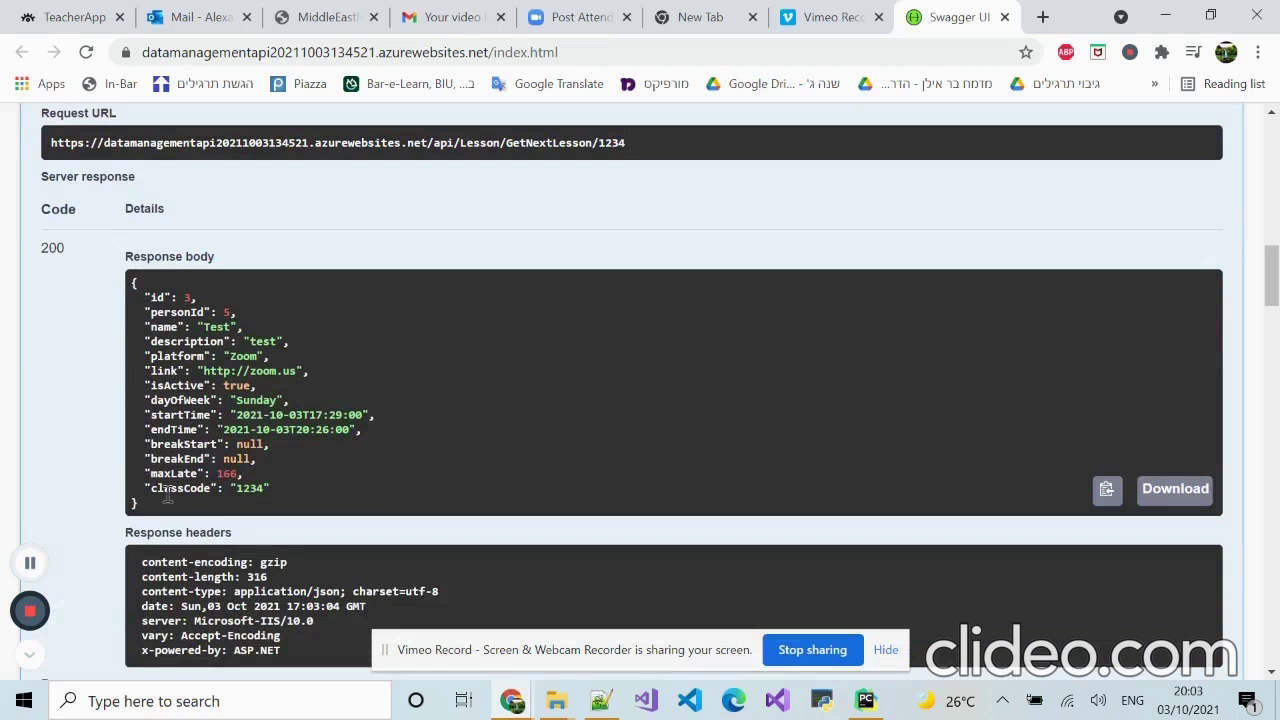 TeacherApp
Mail - Alexa
MiddleEast
Your video i
Post Attend
New Tab
Vimeo Reco
Swagger UI
datamanagementapi20211003134521.azurewebsites.net/index.html
ABP
Apps
In-Bar
הגשת תרגילים
Piazza
Bar-e-Learn, BIU, ...ב
Google Translate
מורפיקס
שנה ג' - Google Dri...
מדמח בר אילן - הדר...
גיבוי תרגילים
»
Reading list
Request URL
https://datamanagementapi20211003134521.azurewebsites.net/api/Lesson/GetNextLesson/1234
Server response
Code
Details
200
Response body
{
"id": 3,
"personId": 5,
"name": "Test",
"description": "test",
"platform": "Zoom",
"link": "http://zoom.us",
"isActive": true,
"dayOfWeek": "Sunday",
"startTime": "2021-10-03T17:29:00",
"endTime": "2021-10-03T20:26:00",
"breakStart": null,
"breakEnd": null,
"maxLate": 166,
"classCode": "1234"
}
Download
Response headers
content-encoding: gzip
content-length: 316
content-type: application/json; charset=utf-8
date: Sun,03 Oct 2021 17:03:04 GMT
server: Microsoft-IIS/10.0
vary: Accept-Encoding
x-powered-by: ASP.NET
Vimeo Record - Screen & Webcam Recorder is sharing your screen.
Stop sharing
Hide
clideo.com
Type here to search
PC
26°C
ENG
20:03
03/10/2021
1